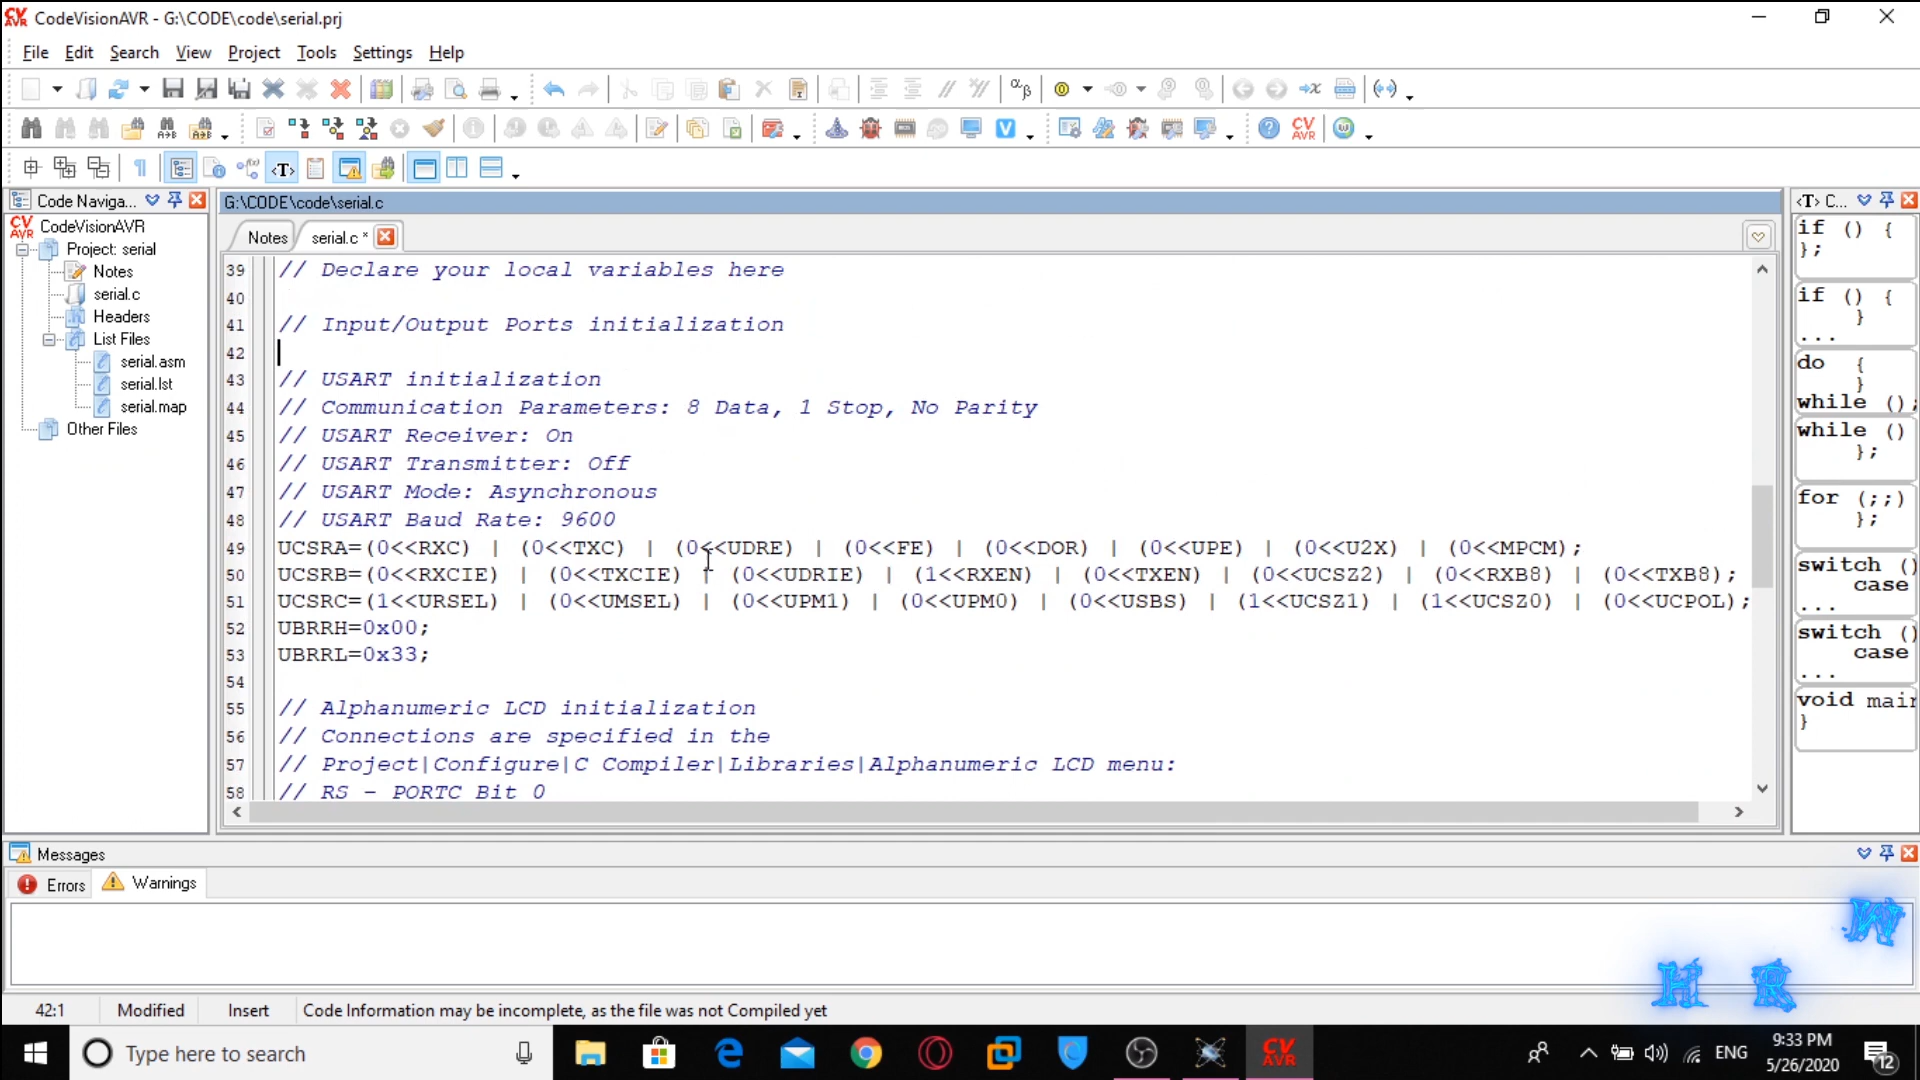 CodeVisionAVR - G:\CODE\code\serial.prj
File Edit Search View Project Tools Settings Help
Code Naviga...
G:\CODE\code\serial.c
<T> C...
CodeVisionAVR
Project: serial
Notes
serial.c
Headers
List Files
serial.asm
serial.lst
serial.map
Other Files
Notes serial.c *
39 // Declare your local variables here
40
41 // Input/Output Ports initialization
42
43 // USART initialization
44 // Communication Parameters: 8 Data, 1 Stop, No Parity
45 // USART Receiver: On
46 // USART Transmitter: Off
47 // USART Mode: Asynchronous
48 // USART Baud Rate: 9600
49 UCSRA=(0<<RXC) | (0<<TXC) | (0<<UDRE) | (0<<FE) | (0<<DOR) | (0<<UPE) | (0<<U2X) | (0<<MPCM);
50 UCSRB=(0<<RXCIE) | (0<<TXCIE) | (0<<UDRIE) | (1<<RXEN) | (0<<TXEN) | (0<<UCSZ2) | (0<<RXB8) | (0<<TXB8);
51 UCSRC=(1<<URSEL) | (0<<UMSEL) | (0<<UPM1) | (0<<UPM0) | (0<<USBS) | (1<<UCSZ1) | (1<<UCSZ0) | (0<<UCPOL);
52 UBRRH=0x00;
53 UBRRL=0x33;
54
55 // Alphanumeric LCD initialization
56 // Connections are specified in the
57 // Project|Configure|C Compiler|Libraries|Alphanumeric LCD menu:
58 // RS - PORTC Bit 0
if () {
};
if () {
}
...
do {
}
while ();
while ()
};
for (;;)
};
switch ()
case
...
switch ()
case
...
void mai
}
Messages
Errors Warnings
W
H R
42:1 Modified Insert Code Information may be incomplete, as the file was not Compiled yet
Type here to search
CV
AVR
ENG
9:33 PM
5/26/2020
12